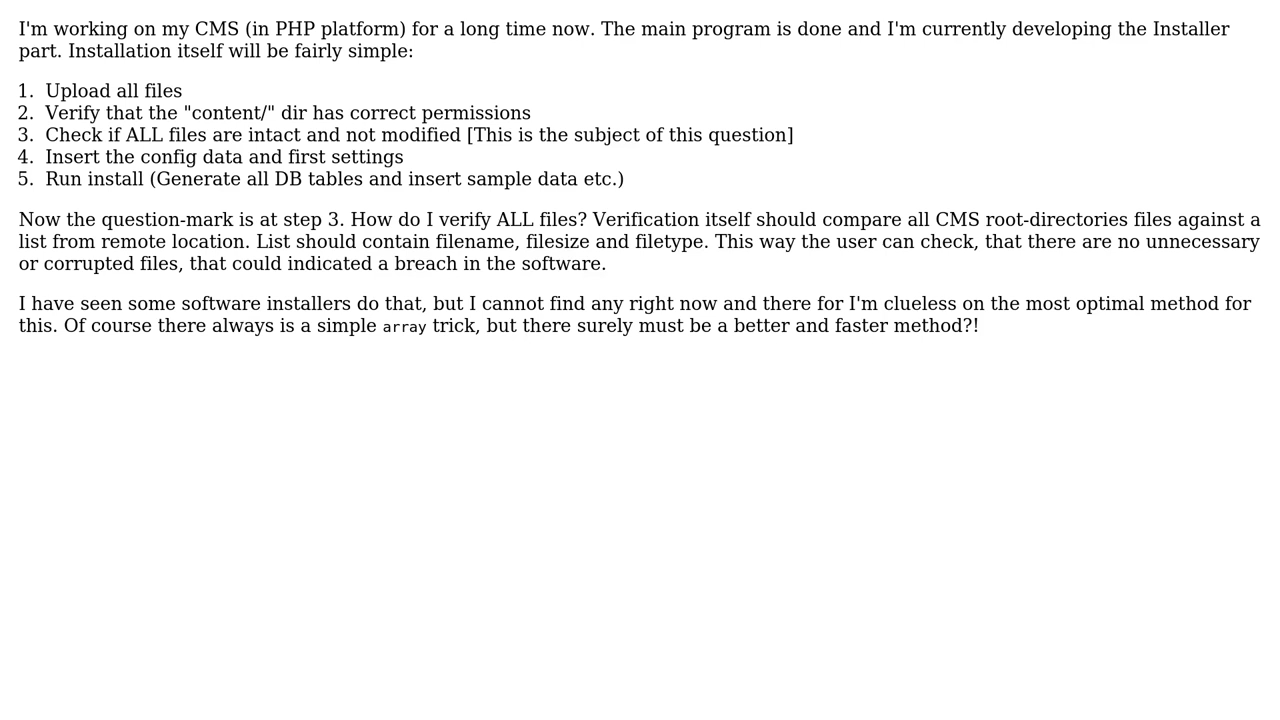 I'm working on my CMS (in PHP platform) for a long time now. The main program is done and I'm currently developing the Installer
part. Installation itself will be fairly simple:
1. Upload all files
2. Verify that the "content/" dir has correct permissions
3. Check if ALL files are intact and not modified [This is the subject of this question]
4. Insert the config data and first settings
5. Run install (Generate all DB tables and insert sample data etc.)
Now the question-mark is at step 3. How do I verify ALL files? Verification itself should compare all CMS root-directories files against a
list from remote location. List should contain filename, filesize and filetype. This way the user can check, that there are no unnecessary
or corrupted files, that could indicated a breach in the software.
I have seen some software installers do that, but I cannot find any right now and there for I'm clueless on the most optimal method for
this. Of course there always is a simple array trick, but there surely must be a better and faster method?!